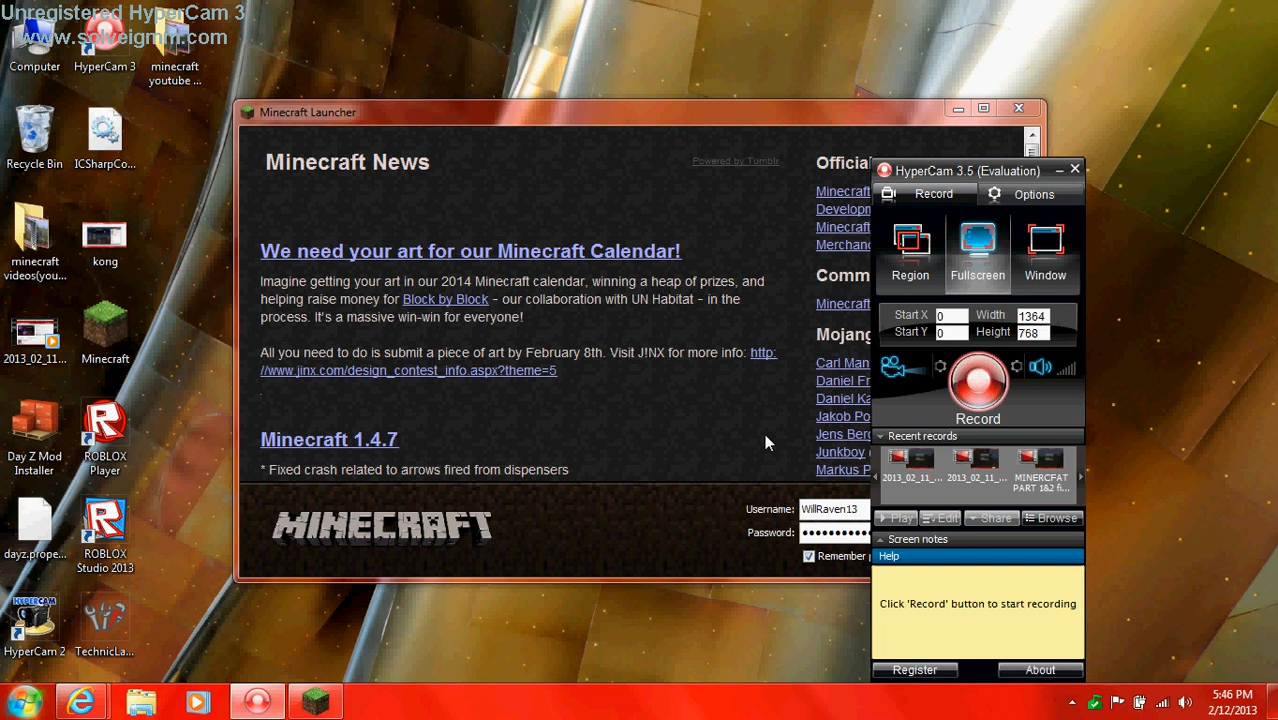 Unregistered HyperCam 3
www.solveigmm.com
Computer
HyperCam 3
minecraft
youtube ...
Recycle Bin
ICSharpCo...
minecraft
videos(you...
kong
2013_02_11...
Minecraft
Day Z Mod
Installer
ROBLOX
Player
dayz.prope...
ROBLOX
Studio 2013
HYPERCAM
HyperCam 2
TechnicLa...
Minecraft Launcher
Minecraft News
Powered by Tumblr
We need your art for our Minecraft Calendar!
Imagine getting your art in our 2014 Minecraft calendar, winning a heap of prizes, and
helping raise money for Block by Block - our collaboration with UN Habitat - in the
process. It's a massive win-win for everyone!
All you need to do is submit a piece of art by February 8th. Visit J!NX for more info: http:
//www.jinx.com/design_contest_info.aspx?theme=5
Minecraft 1.4.7
* Fixed crash related to arrows fired from dispensers
Official
Minecraft
Developm
Minecraft
Merchanc
Comm
Minecraft
Mojang
Carl Man
Daniel Fr
Daniel Ka
Jakob Po
Jens Berg
Junkboy
Markus P
MINECRAFT
Username:
WillRaven13
Password:
Remember p
HyperCam 3.5 (Evaluation)
Record
Options
Region
Fullscreen
Window
Start X
0
Width
1364
Start Y
0
Height
768
Record
Recent records
2013_02_11_...
2013_02_11_...
MINERCFAT
PART 1&2 fi...
Play
Edit
Share
Browse
Screen notes
Help
Click 'Record' button to start recording
Register
About
5:46 PM
2/12/2013